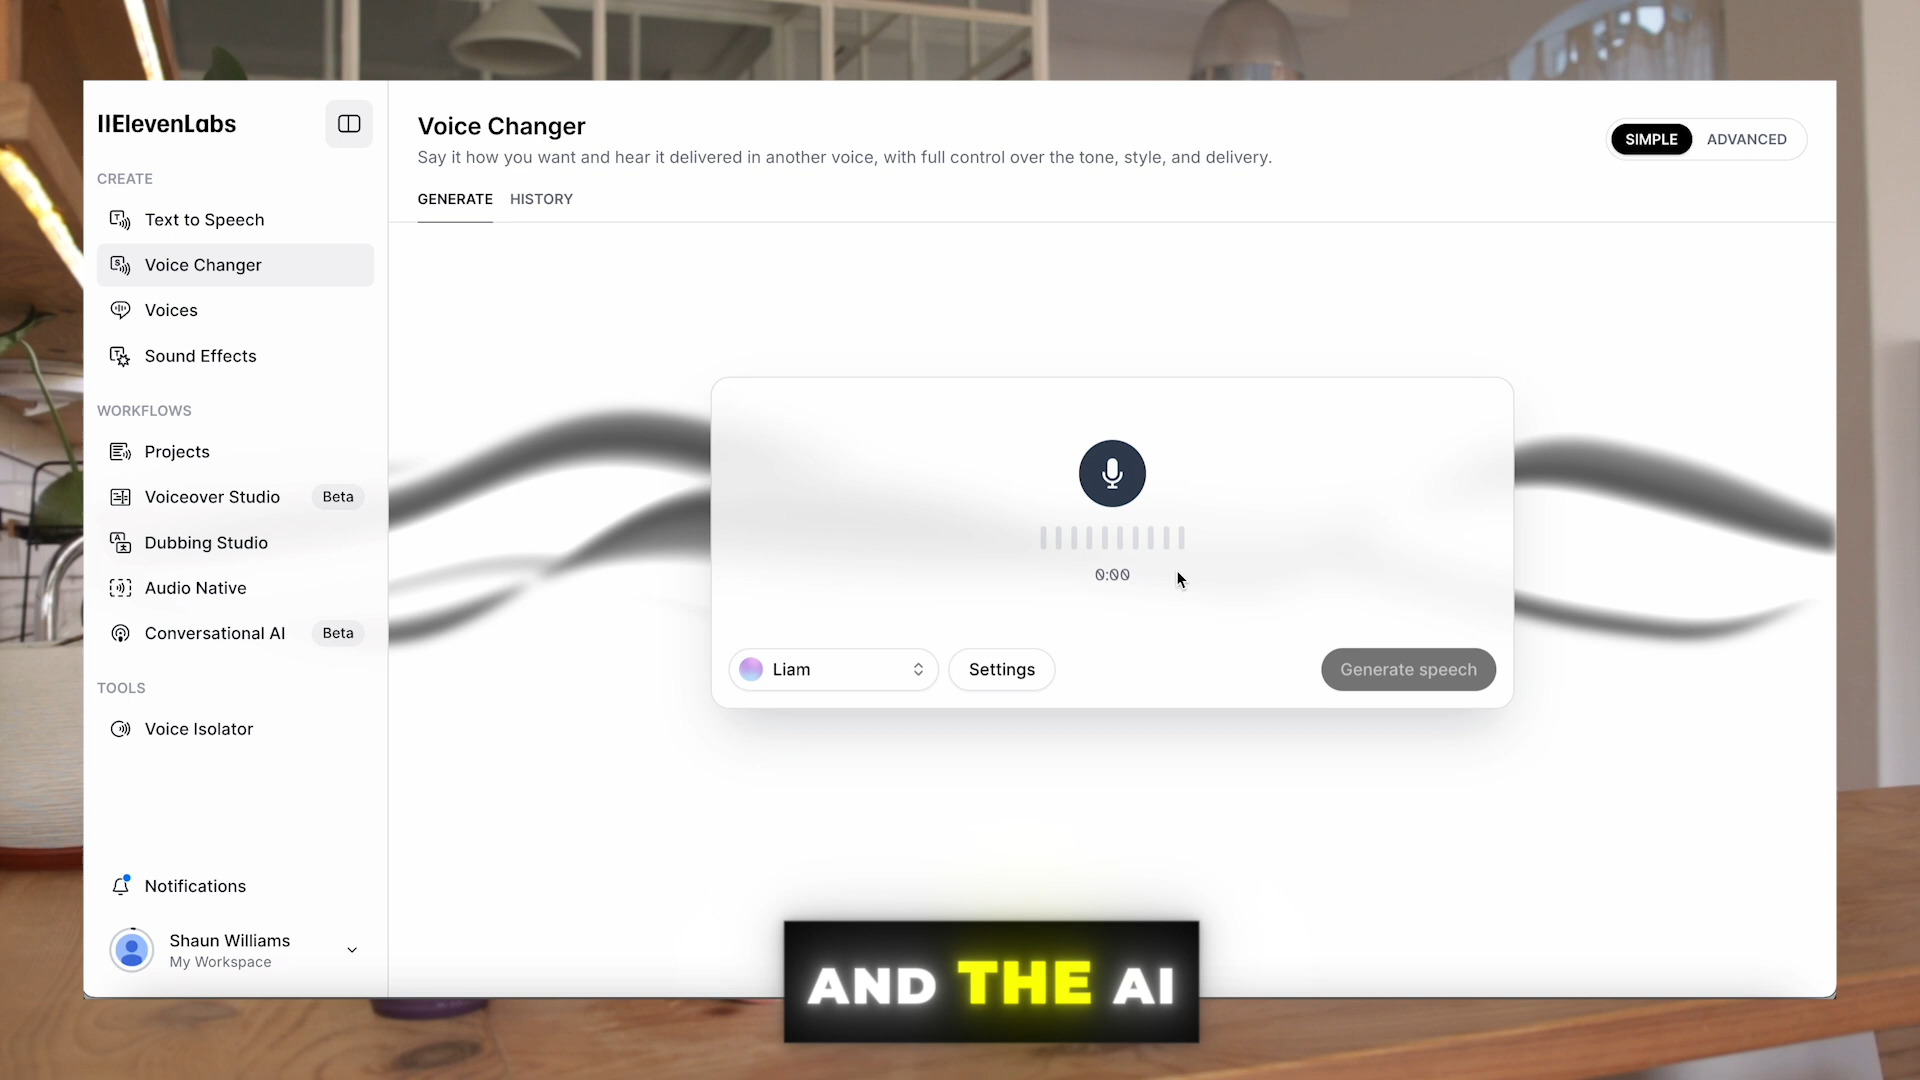 IIElevenLabs
CREATE
Text to Speech
Voice Changer
Voices
Sound Effects
WORKFLOWS
Projects
Voiceover Studio Beta
Dubbing Studio
Audio Native
Conversational AI Beta
TOOLS
Voice Isolator
Notifications
Shaun Williams
My Workspace
Voice Changer
Say it how you want and hear it delivered in another voice, with full control over the tone, style, and delivery.
SIMPLE ADVANCED
GENERATE HISTORY
0:00
Liam Settings Generate speech
AND THE AI